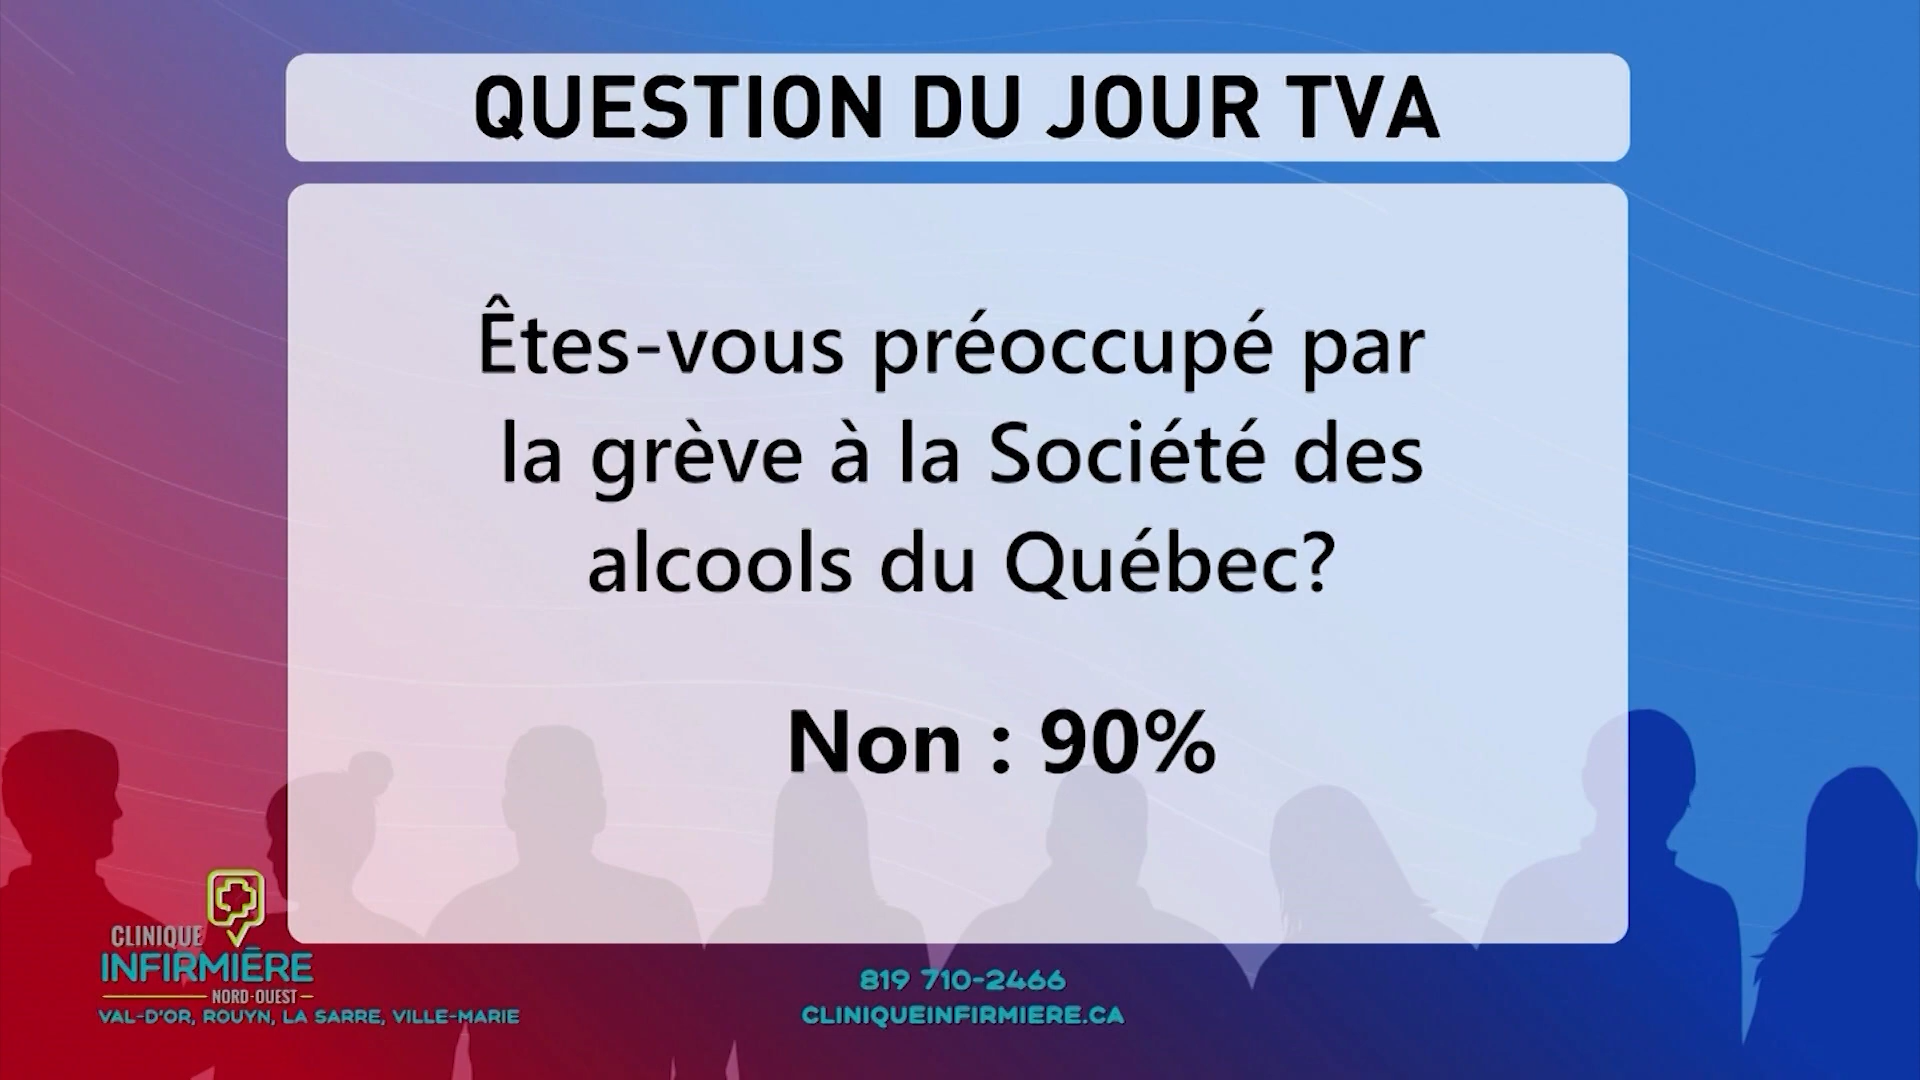 QUESTION DU JOUR TVA
Êtes-vous préoccupé par
la grève à la Société des
alcools du Québec?
Non : 90%
CLINIQUE
INFIRMIÈRE
NORD-OUEST
VAL-D'OR, ROUYN, LA SARRE, VILLE-MARIE
819 710-2466
CLINIQUEINFIRMIERE.CA